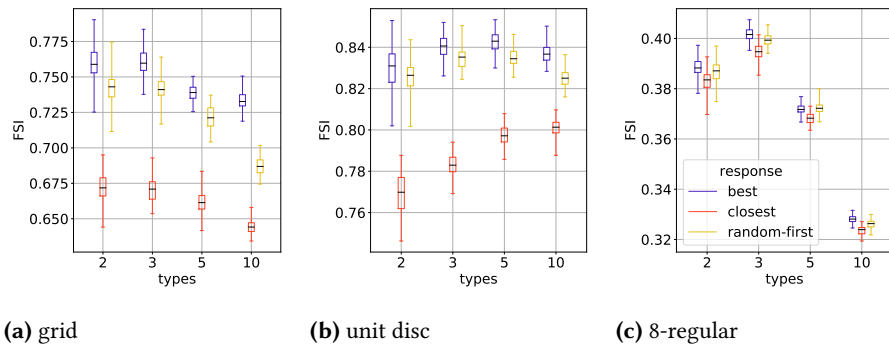 FSI
0.775
0.750
0.725
0.700
0.675
0.650
2 3 5 10
types
FSI
0.84
0.82
0.80
0.78
0.76
2 3 5 10
types
FSI
0.40
0.38
0.36
0.34
0.32
response
best
closest
random-first
2 3 5 10
types
(a) grid (b) unit disc (c) 8-regular